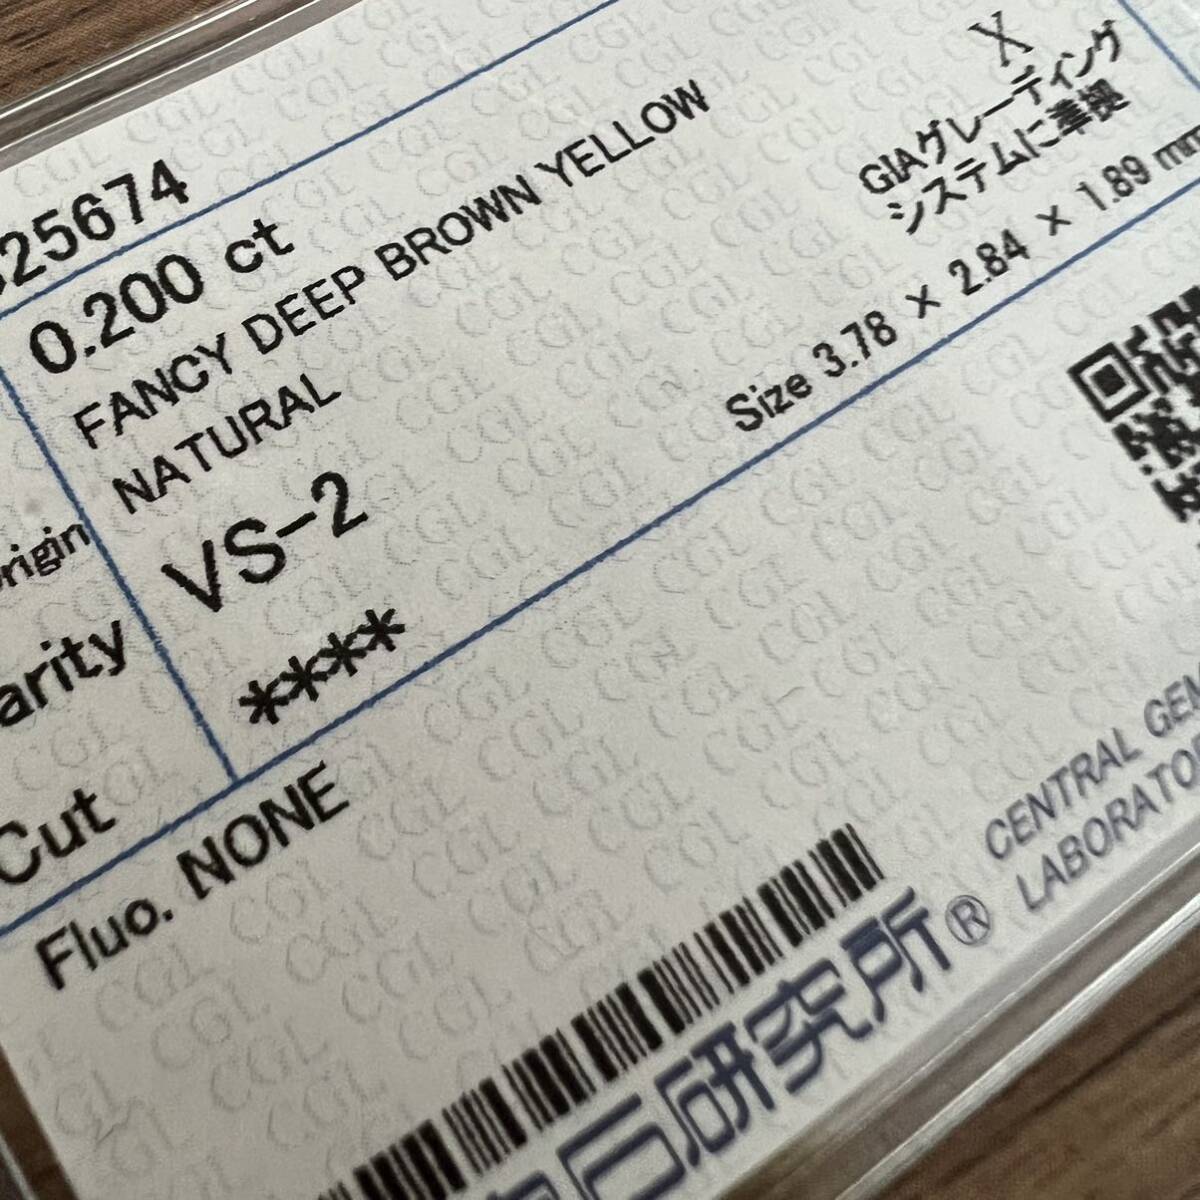 25674
0.200 ct
FANCY DEEP BROWN YELLOW
X
GIAグレーディング
システムに準拠
rigin NATURAL
arity VS-2
Size 3.78 × 2.84 × 1.89 mm
Cut ****
Fluo. NONE
CENTRAL GEM
LABORATO
石研究所®